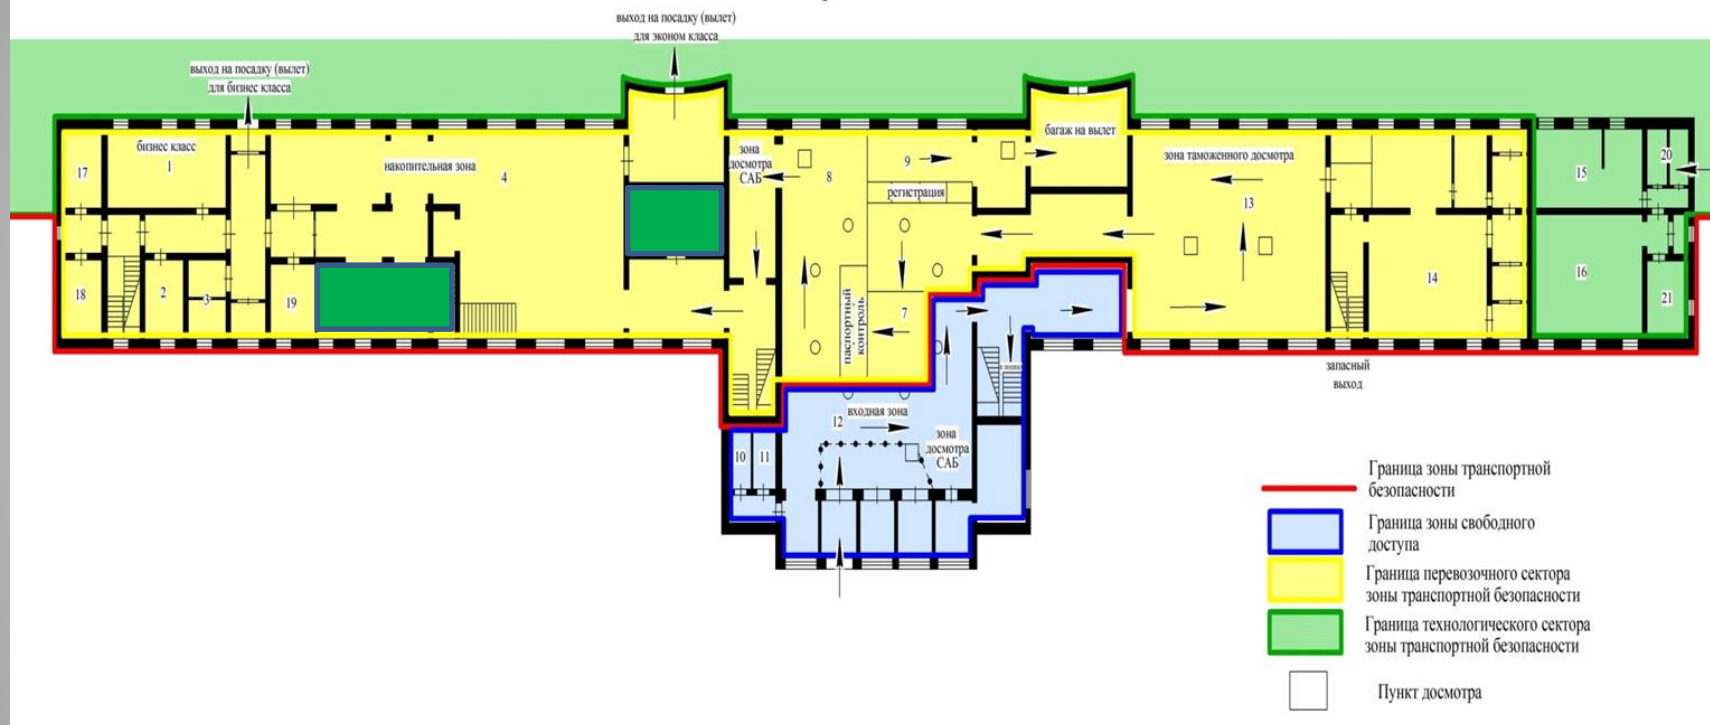 выход на посадку (вылет)
для эконом класса
выход на посадку (вылет)
для бизнес класса
17
бизнес класс
1
накопительная зона
4
зона
досмотра
САБ
8
9
регистрация
багаж на вылет
зона таможенного досмотра
13
15
20
18
2
3
19
паспортный
контроль
7
14
16
21
запасный
выход
12
входная зона
зона
досмотра
САБ
10
11
Граница зоны транспортной
безопасности
Граница зоны свободного
доступа
Граница перевозочного сектора
зоны транспортной безопасности
Граница технологического сектора
зоны транспортной безопасности
Пункт досмотра